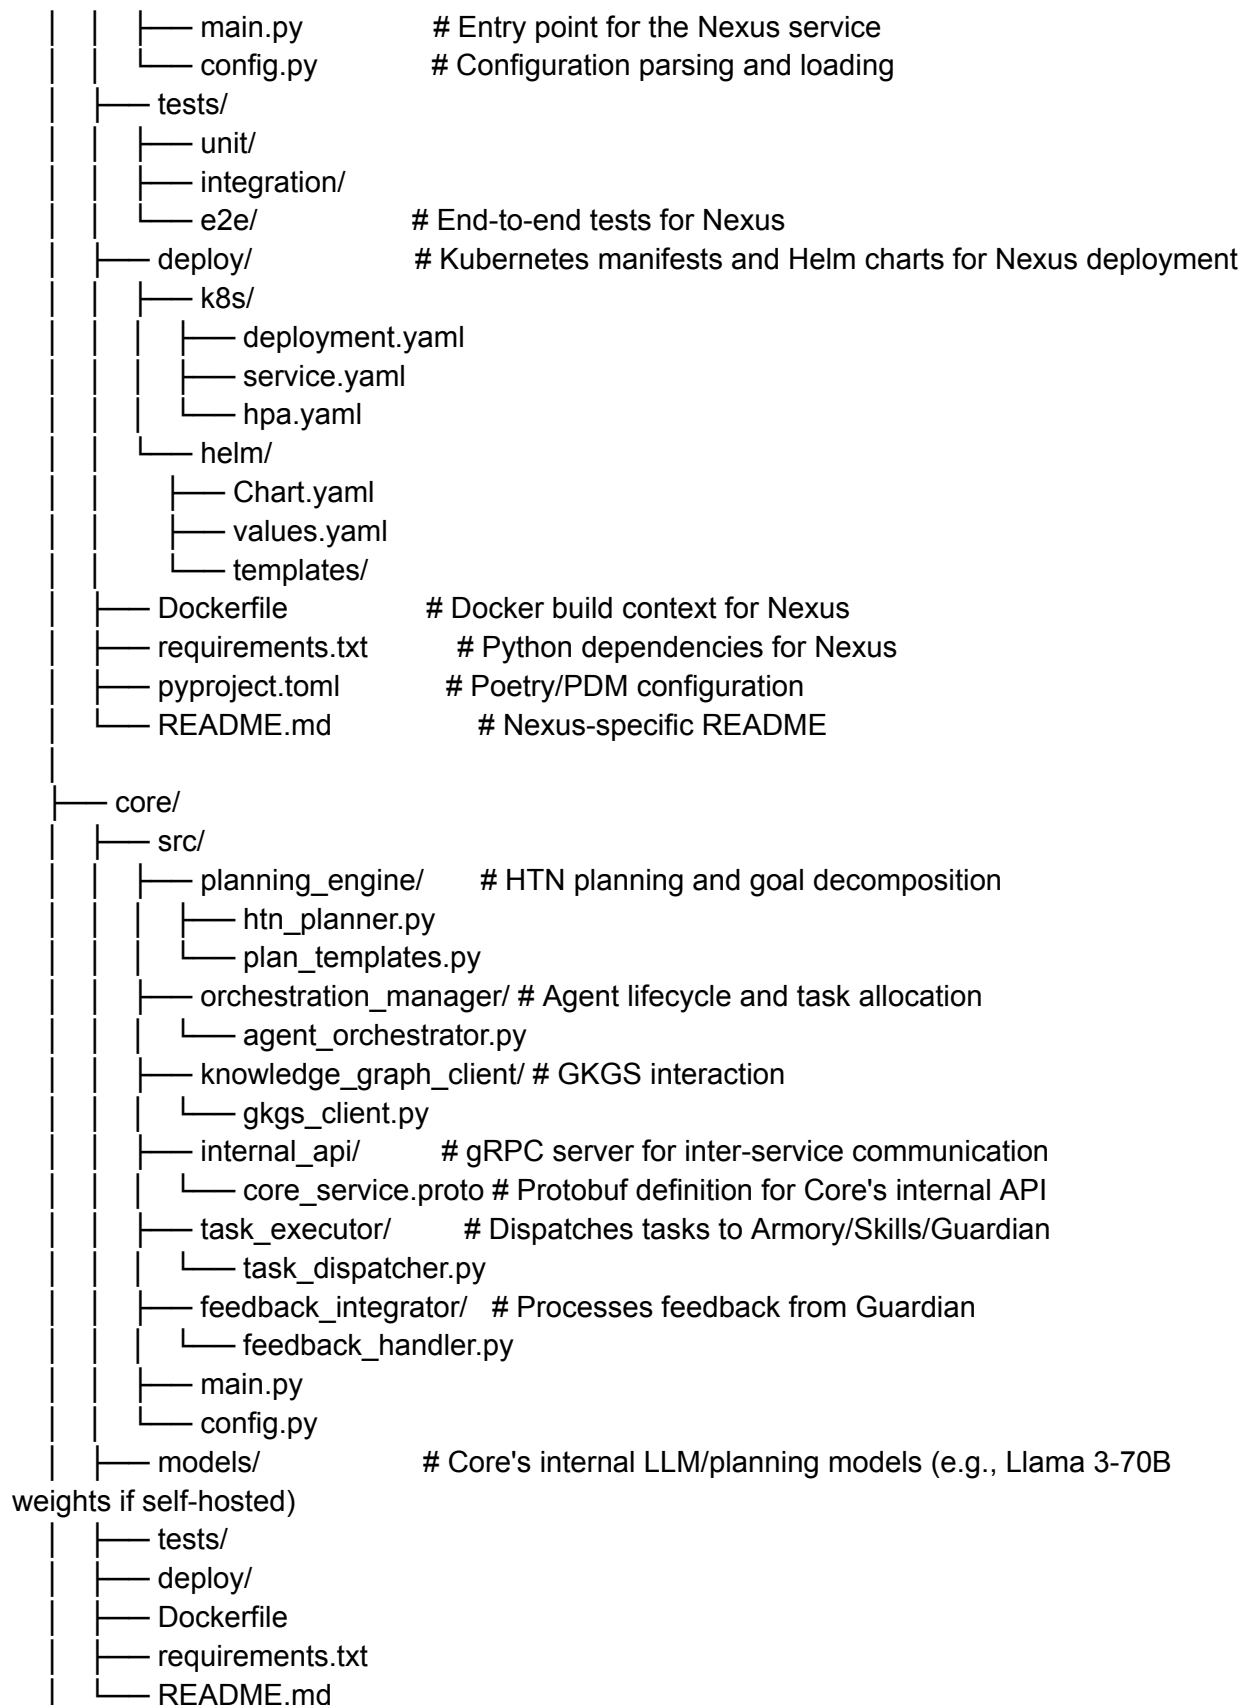 │   │   ├── main.py                # Entry point for the Nexus service
│   │   └── config.py              # Configuration parsing and loading
│   ├── tests/
│   │   ├── unit/
│   │   ├── integration/
│   │   └── e2e/                   # End-to-end tests for Nexus
│   ├── deploy/                    # Kubernetes manifests and Helm charts for Nexus deployment
│   │   ├── k8s/
│   │   │   ├── deployment.yaml
│   │   │   ├── service.yaml
│   │   │   └── hpa.yaml
│   │   └── helm/
│   │       ├── Chart.yaml
│   │       ├── values.yaml
│   │       └── templates/
│   ├── Dockerfile                 # Docker build context for Nexus
│   ├── requirements.txt           # Python dependencies for Nexus
│   ├── pyproject.toml             # Poetry/PDM configuration
│   └── README.md                  # Nexus-specific README
│
├── core/
│   ├── src/
│   │   ├── planning_engine/       # HTN planning and goal decomposition
│   │   │   ├── htn_planner.py
│   │   │   └── plan_templates.py
│   │   ├── orchestration_manager/ # Agent lifecycle and task allocation
│   │   │   └── agent_orchestrator.py
│   │   ├── knowledge_graph_client/ # GKGS interaction
│   │   │   └── gkgs_client.py
│   │   ├── internal_api/          # gRPC server for inter-service communication
│   │   │   └── core_service.proto # Protobuf definition for Core's internal API
│   │   ├── task_executor/         # Dispatches tasks to Armory/Skills/Guardian
│   │   │   └── task_dispatcher.py
│   │   ├── feedback_integrator/   # Processes feedback from Guardian
│   │   │   └── feedback_handler.py
│   │   ├── main.py
│   │   └── config.py
│   ├── models/                    # Core's internal LLM/planning models (e.g., Llama 3-70B
weights if self-hosted)
│   ├── tests/
│   ├── deploy/
│   ├── Dockerfile
│   ├── requirements.txt
│   └── README.md